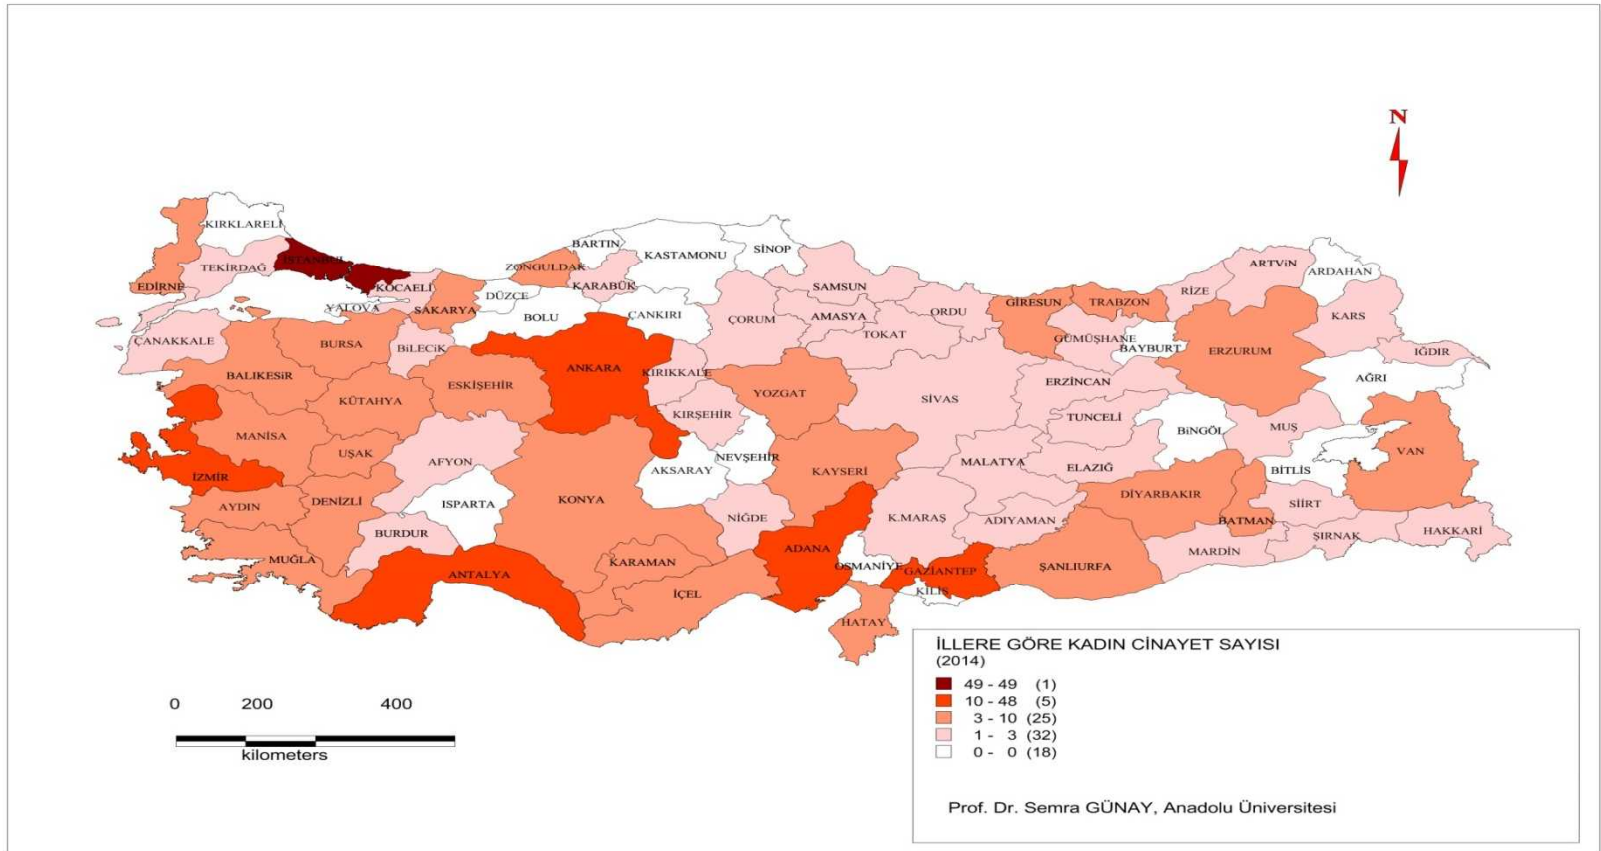 N
KIRKLARELİ
BARTIN
KASTAMONU
SİNOP
TEKİRDAĞ
İSTANBUL
ZONGULDAK
ARTVİN
ARDAHAN
EDİRNE
KOCAELİ
KARABÜK
SAMSUN
RİZE
YALOVA
SAKARYA
DÜZCE
BOLU
ÇANKIRI
ÇORUM
AMASYA
ORDU
GİRESUN
TRABZON
KARS
ÇANAKKALE
BURSA
BİLECİK
TOKAT
GÜMÜŞHANE
BAYBURT
ERZURUM
IĞDIR
BALIKESİR
ESKİŞEHİR
ANKARA
KIRIKKALE
YOZGAT
SİVAS
ERZİNCAN
AĞRI
KÜTAHYA
KIRŞEHİR
TUNCELİ
MANİSA
UŞAK
AFYON
NEVŞEHİR
BİNGÖL
MUŞ
VAN
İZMİR
AKSARAY
KAYSERİ
MALATYA
ELAZIĞ
BİTLİS
AYDIN
DENİZLİ
ISPARTA
KONYA
NİĞDE
K.MARAŞ
ADIYAMAN
DİYARBAKIR
BATMAN
SİİRT
BURDUR
ŞIRNAK
HAKKARİ
MUĞLA
ANTALYA
KARAMAN
ADANA
OSMANİYE
GAZİANTEP
ŞANLIURFA
MARDİN
İÇEL
KİLİS
HATAY
0 200 400
kilometers
İLLERE GÖRE KADIN CİNAYET SAYISI
(2014)
49 - 49 (1)
10 - 48 (5)
3 - 10 (25)
1 - 3 (32)
0 - 0 (18)
Prof. Dr. Semra GÜNAY, Anadolu Üniversitesi